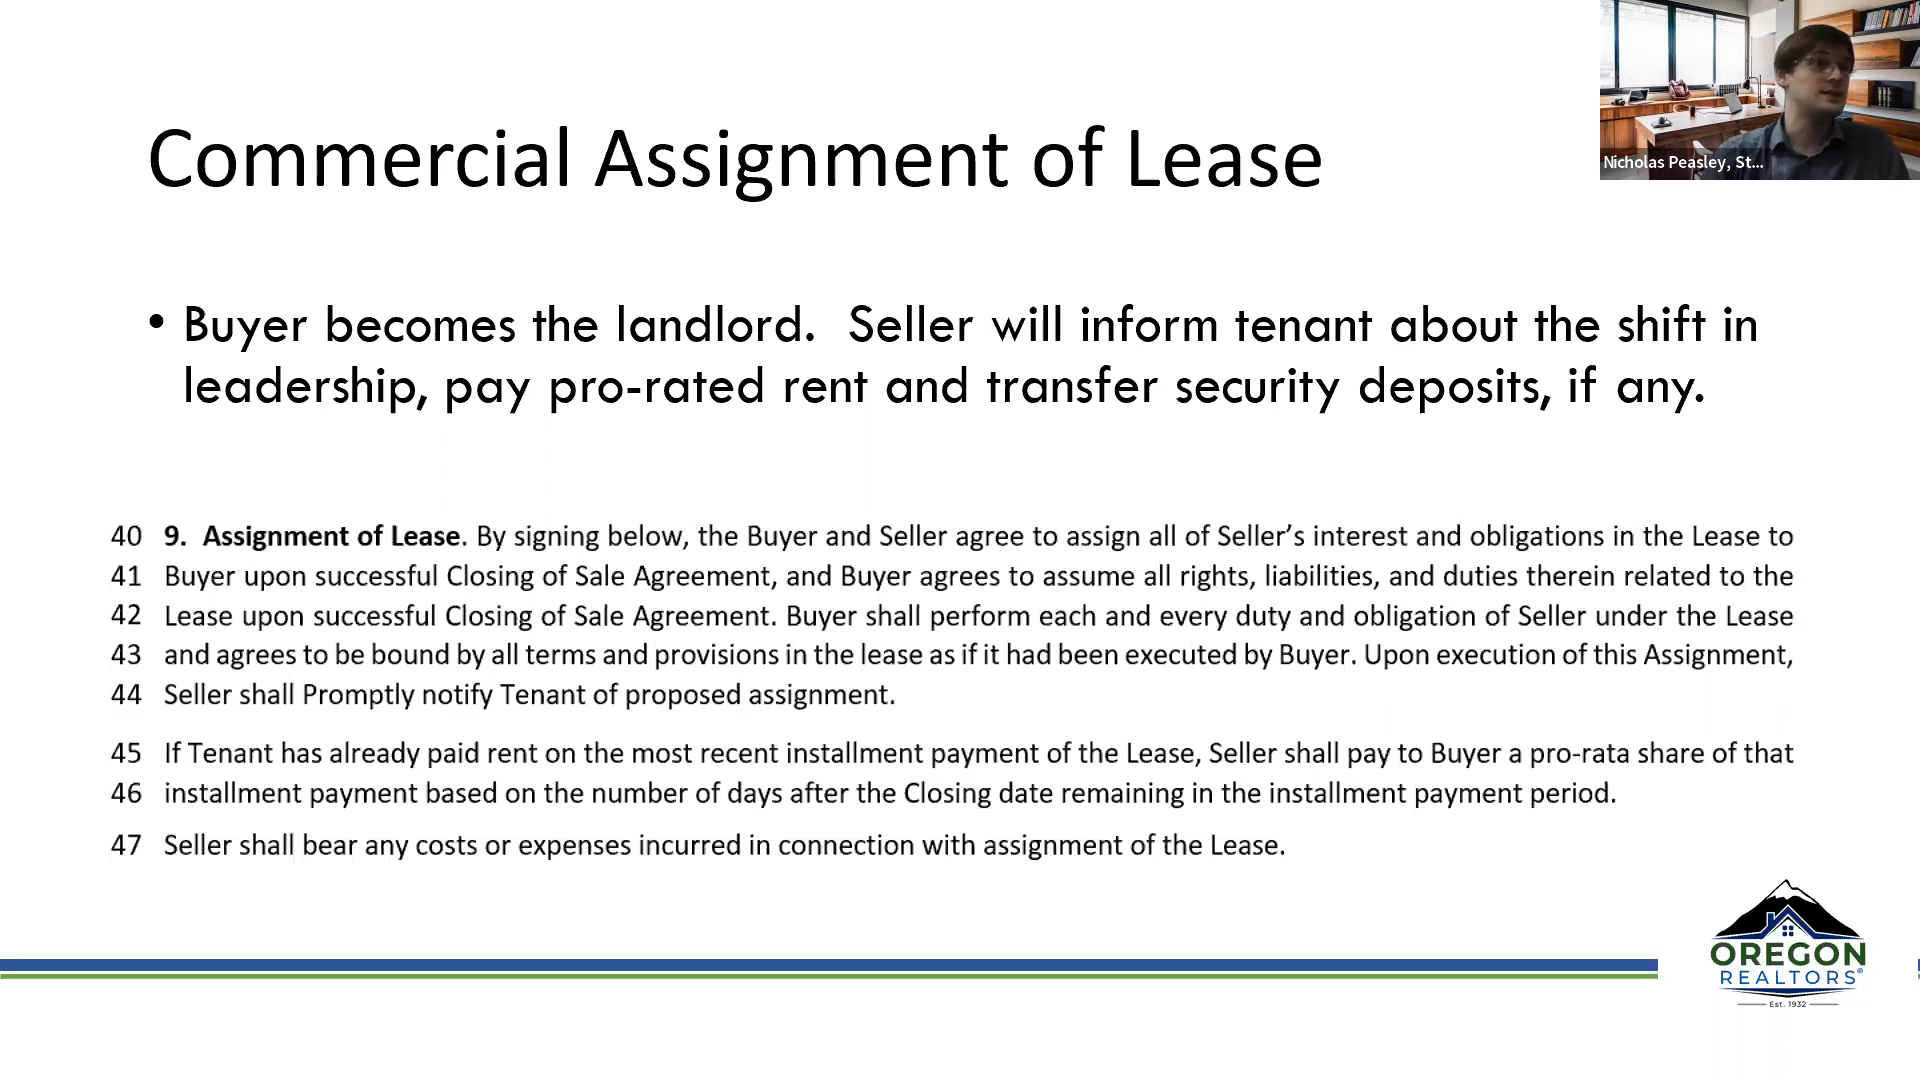 Commercial Assignment of Lease
Nicholas Peasley, St...
• Buyer becomes the landlord.  Seller will inform tenant about the shift in
leadership, pay pro-rated rent and transfer security deposits, if any.
40 9. Assignment of Lease. By signing below, the Buyer and Seller agree to assign all of Seller’s interest and obligations in the Lease to
41 Buyer upon successful Closing of Sale Agreement, and Buyer agrees to assume all rights, liabilities, and duties therein related to the
42 Lease upon successful Closing of Sale Agreement. Buyer shall perform each and every duty and obligation of Seller under the Lease
43 and agrees to be bound by all terms and provisions in the lease as if it had been executed by Buyer. Upon execution of this Assignment,
44 Seller shall Promptly notify Tenant of proposed assignment.
45 If Tenant has already paid rent on the most recent installment payment of the Lease, Seller shall pay to Buyer a pro-rata share of that
46 installment payment based on the number of days after the Closing date remaining in the installment payment period.
47 Seller shall bear any costs or expenses incurred in connection with assignment of the Lease.
OREGON
REALTORS®
Est. 1932